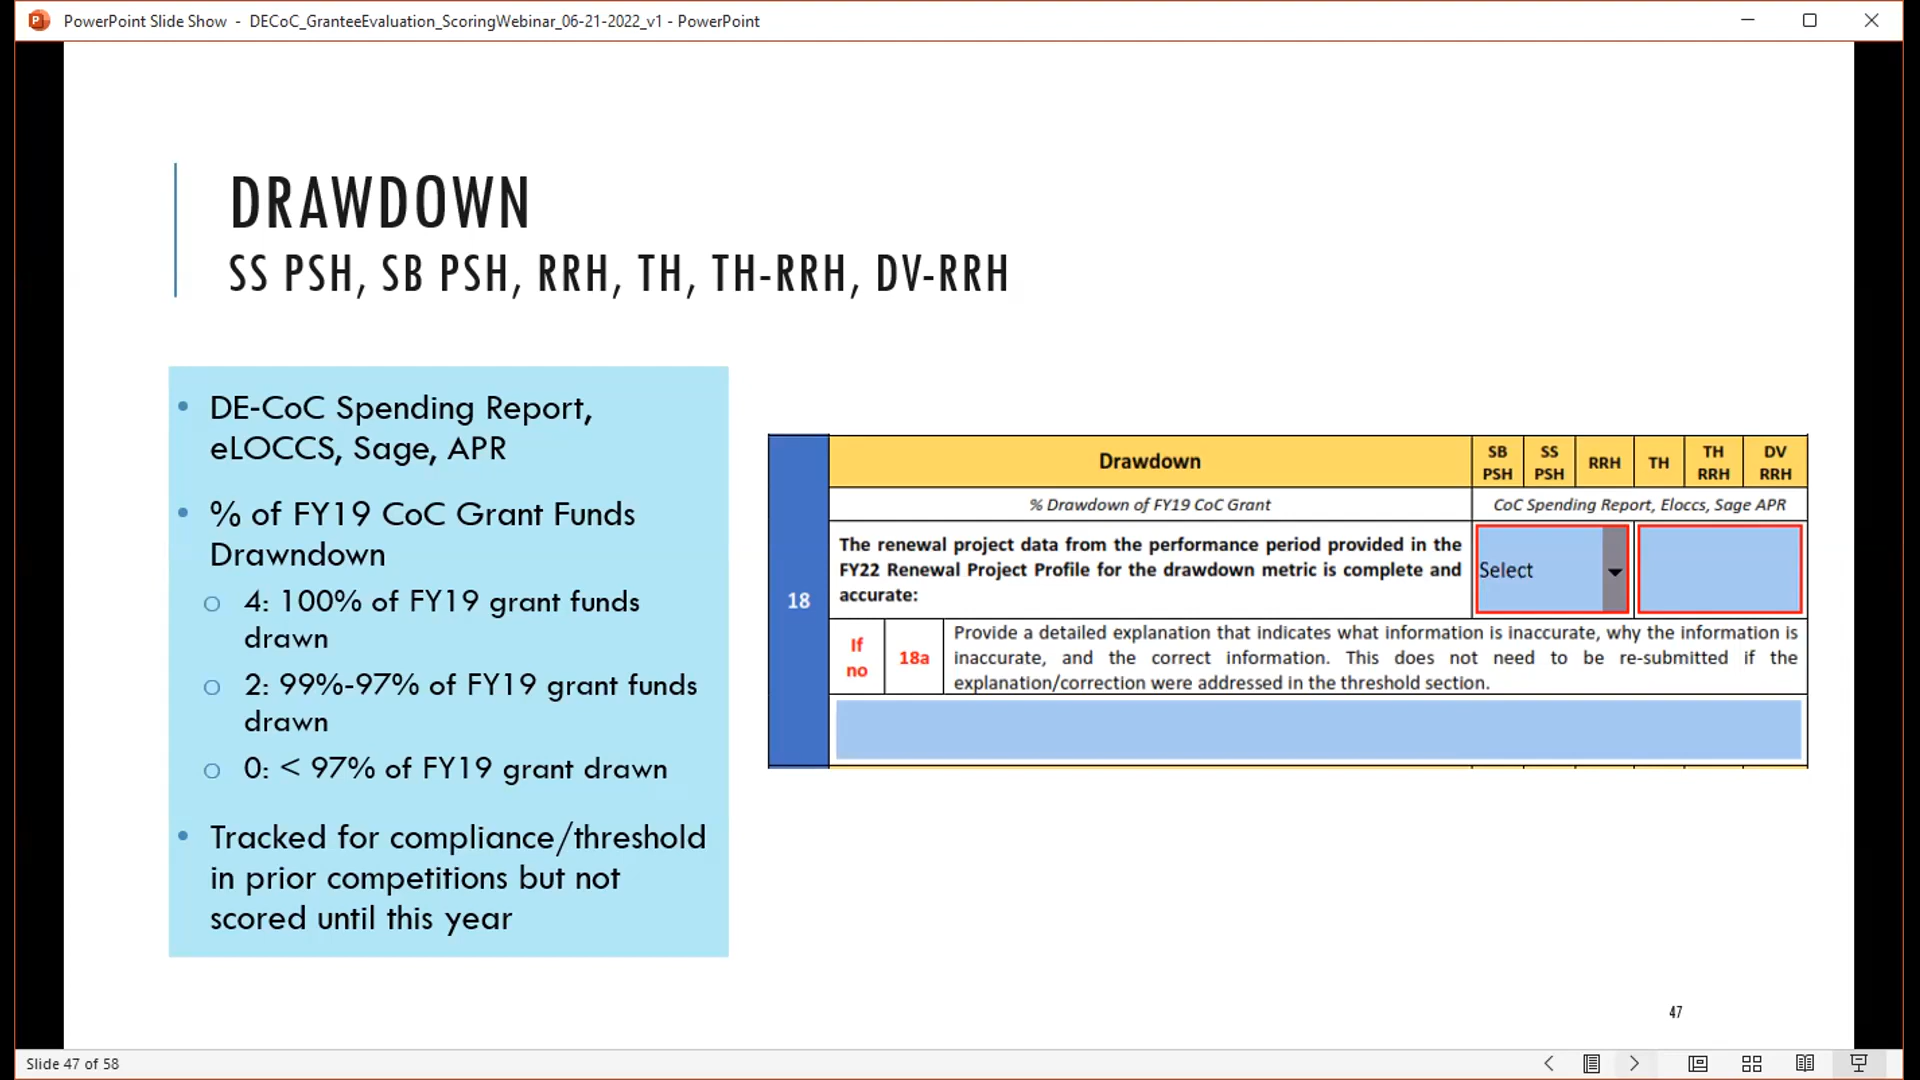 PowerPoint Slide Show - DECoC_GranteeEvaluation_ScoringWebinar_06-21-2022_v1 - PowerPoint
DRAWDOWN
SS PSH, SB PSH, RRH, TH, TH-RRH, DV-RRH
• DE-CoC Spending Report,
eLOCCS, Sage, APR
• % of FY19 CoC Grant Funds
Drawndown
o 4: 100% of FY19 grant funds
drawn
o 2: 99%-97% of FY19 grant funds
drawn
o 0: < 97% of FY19 grant drawn
• Tracked for compliance/threshold
in prior competitions but not
scored until this year
18
Drawdown
SB
PSH
SS
PSH
RRH
TH
TH
RRH
DV
RRH
% Drawdown of FY19 CoC Grant
CoC Spending Report, Eloccs, Sage APR
The renewal project data from the performance period provided in the
FY22 Renewal Project Profile for the drawdown metric is complete and
accurate:
Select
If
no
18a
Provide a detailed explanation that indicates what information is inaccurate, why the information is
inaccurate, and the correct information. This does not need to be re-submitted if the
explanation/correction were addressed in the threshold section.
47
Slide 47 of 58